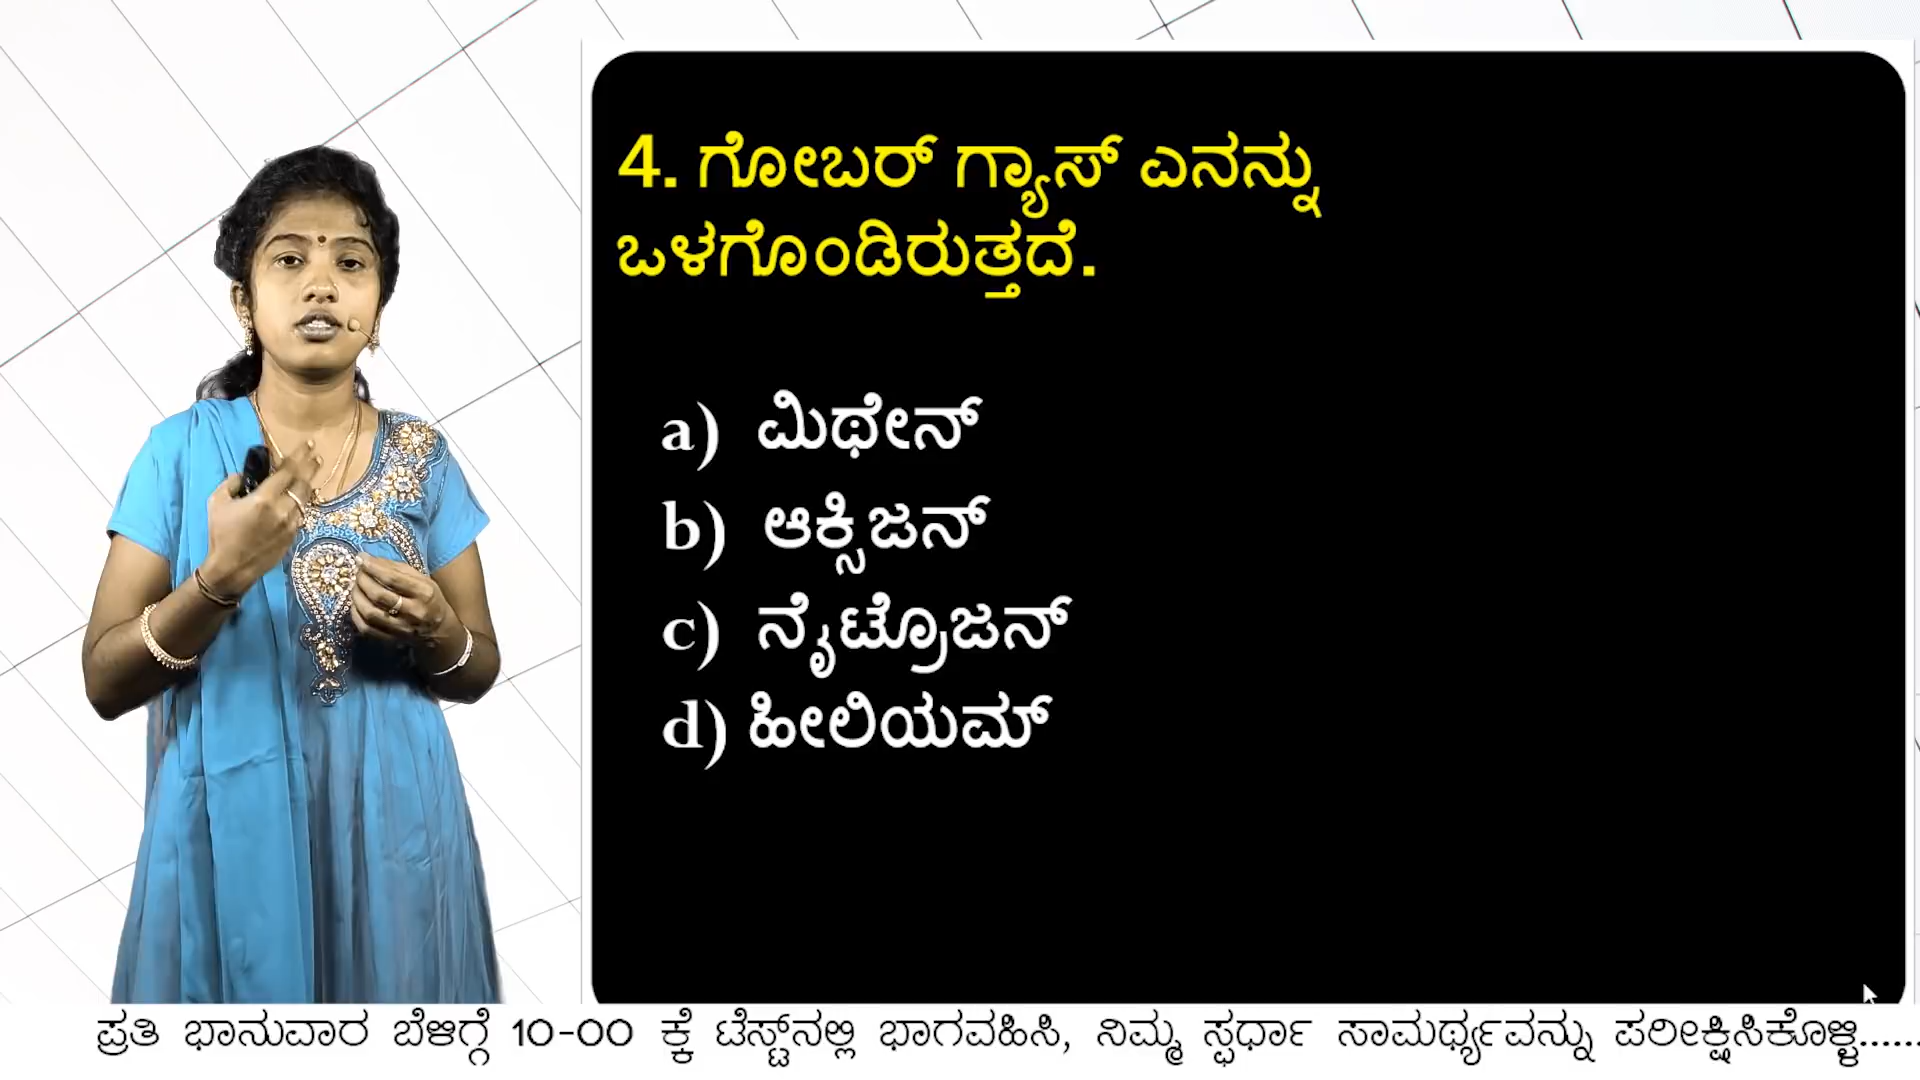 4. ಗೋಬರ್ ಗ್ಯಾಸ್ ಎನನ್ನು
ಒಳಗೊಂಡಿರುತ್ತದೆ.
a) ಮಿಥೇನ್
b) ಆಕ್ಸಿಜನ್
c) ನೈಟ್ರೊಜನ್
d) ಹೀಲಿಯಮ್
ಪ್ರತಿ ಭಾನುವಾರ ಬೆಳಿಗ್ಗೆ 10-00 ಕ್ಕೆ ಟೆಸ್ಟ್‌ನಲ್ಲಿ ಭಾಗವಹಿಸಿ, ನಿಮ್ಮ ಸ್ಪರ್ಧಾ ಸಾಮರ್ಥ್ಯವನ್ನು ಪರೀಕ್ಷಿಸಿಕೊಳ್ಳಿ......